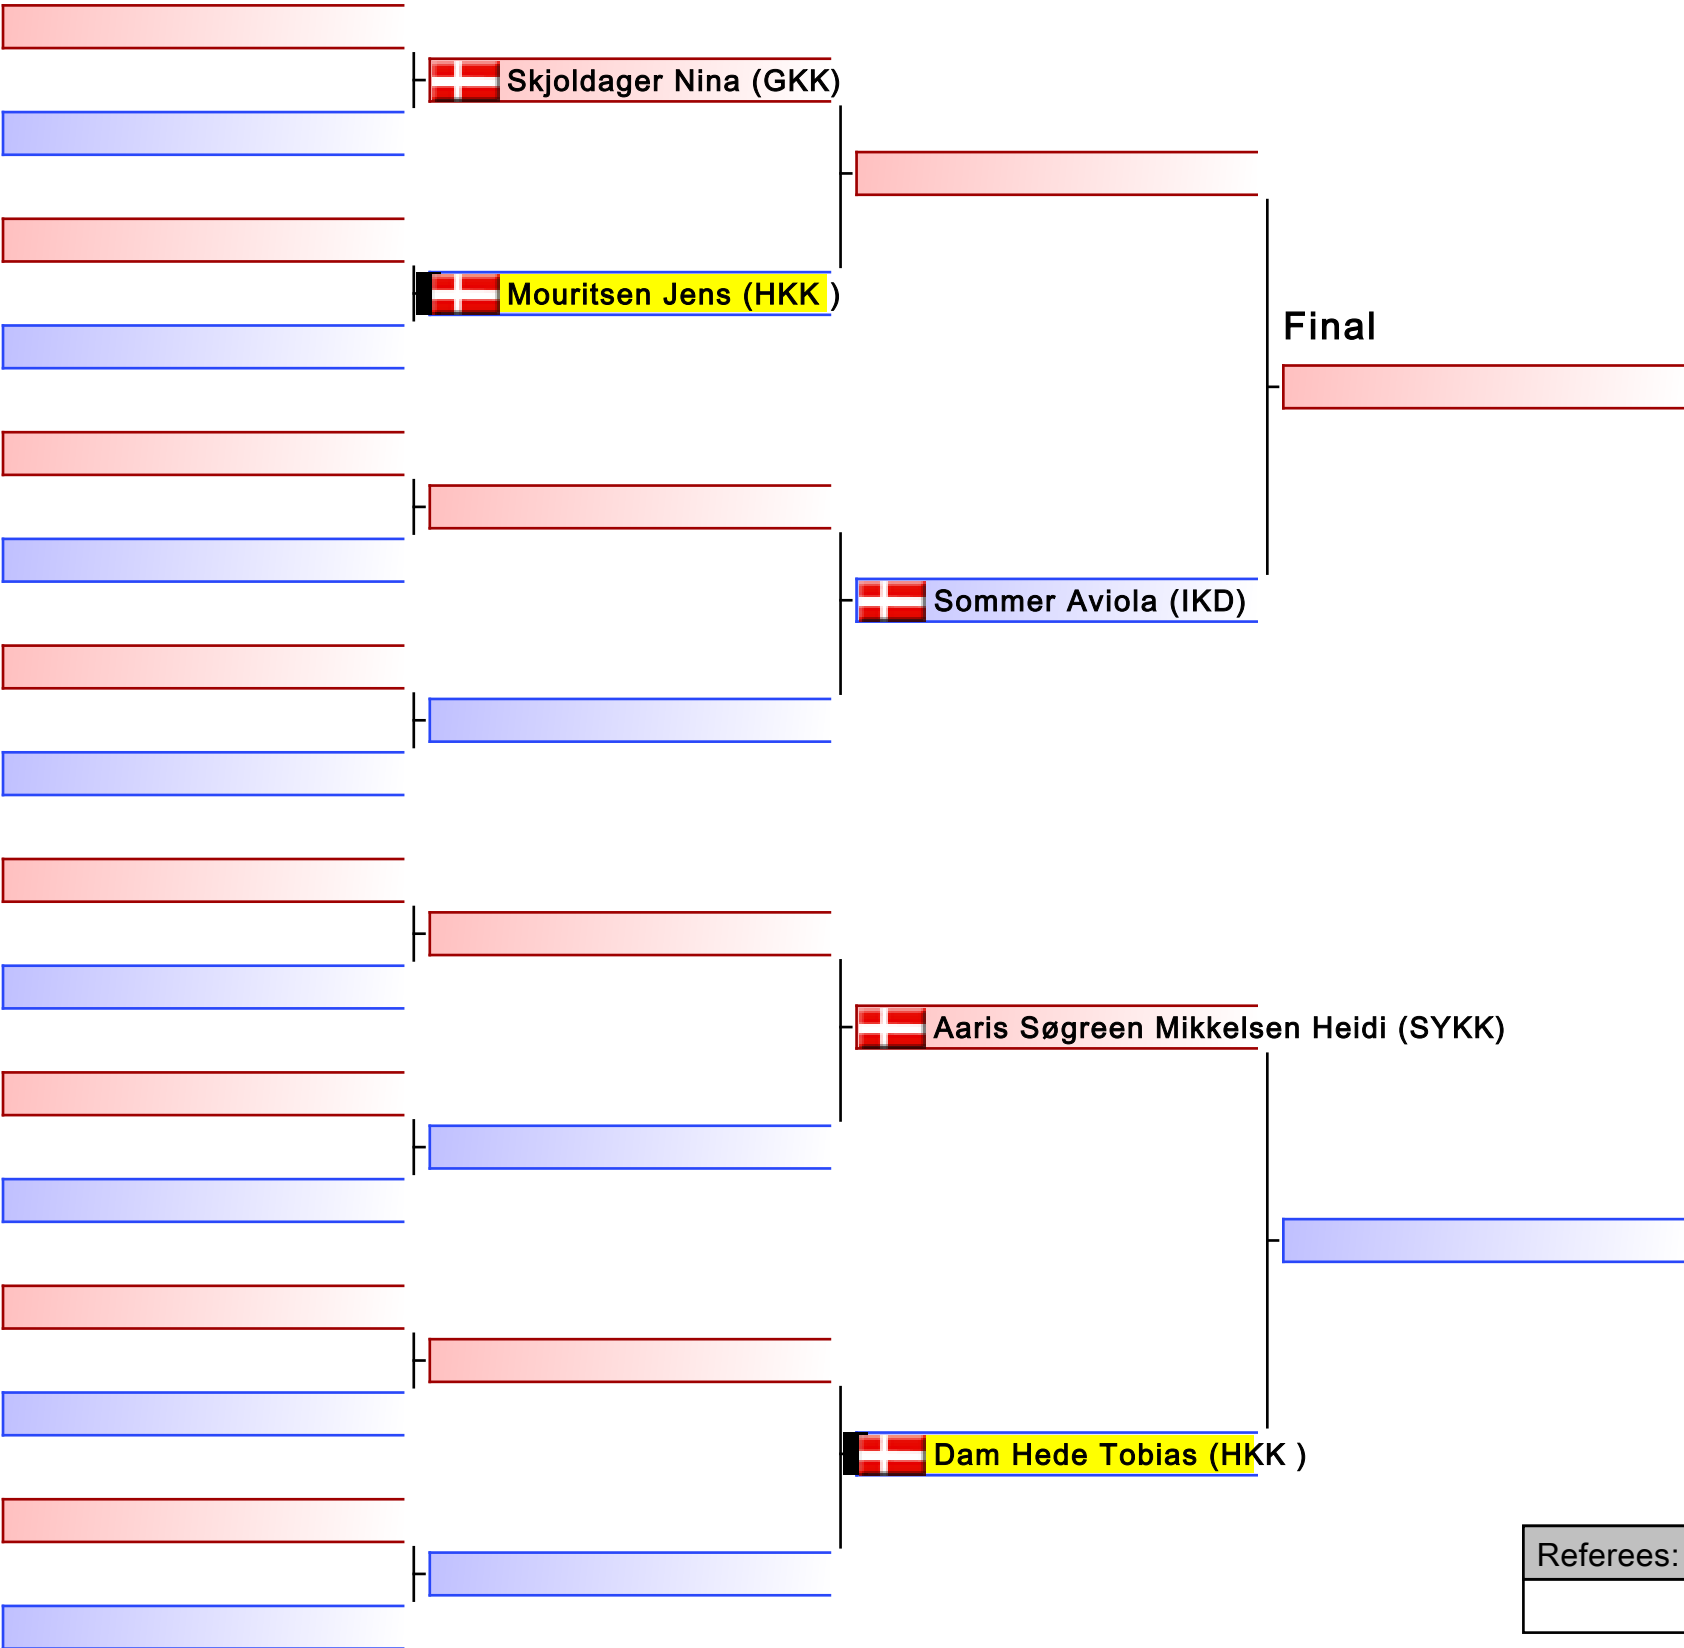 Skjoldager Nina (GKK)
Mouritsen Jens (HKK )
Final
Sommer Aviola (IKD)
Aaris Søgreen Mikkelsen Heidi (SYKK)
Dam Hede Tobias (HKK )
Referees: